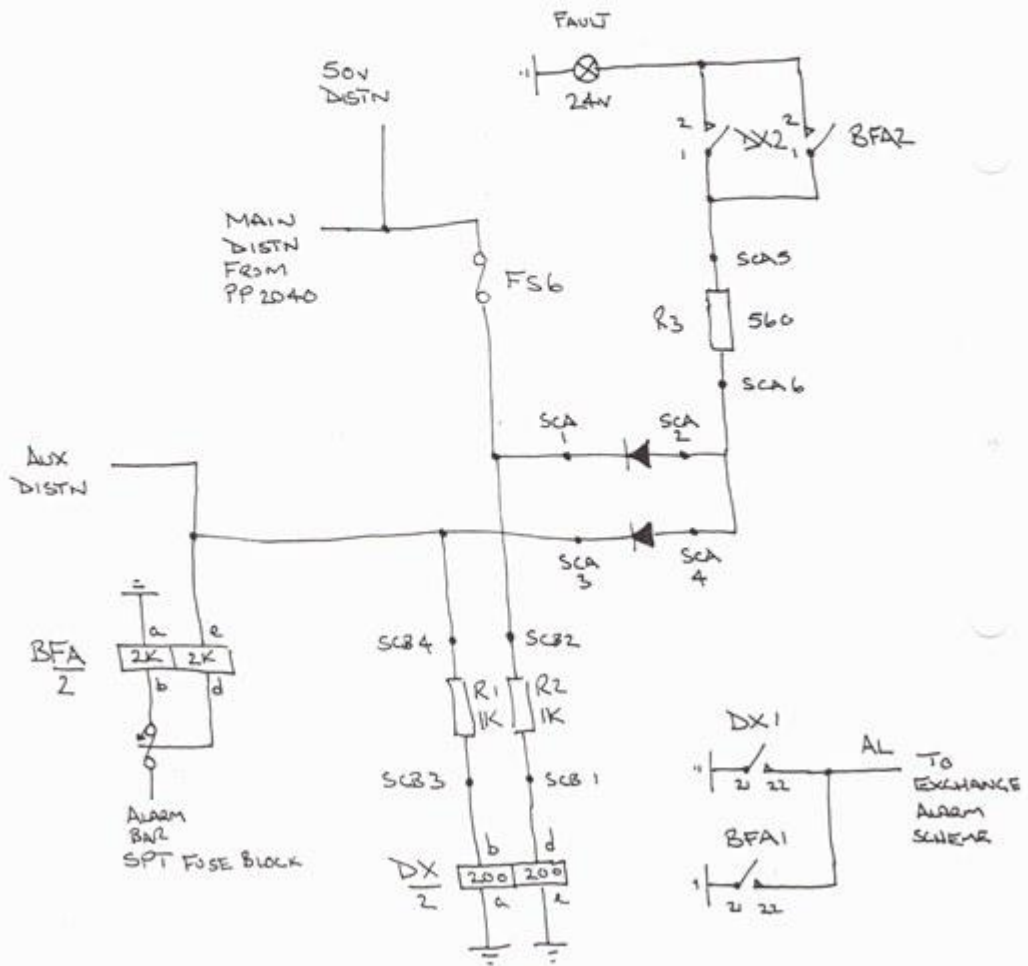 FAULT
24V
50V
DISTN
MAIN
DISTN
FROM
PP2040
FS6
2
1
DX2
2
1
BFA2
SCA5
R3
560
SCA6
SCA
1
SCA
2
AUX
DISTN
SCA
3
SCA
4
BFA
2
a
e
2K
2K
b
d
ALARM
BAR
SPT FUSE BLOCK
SCB4
SCB2
R1
1K
R2
1K
SCB3
SCB1
DX
2
b
d
200
200
a
e
DX1
21
22
AL
TO
EXCHANGE
ALARM
SCHEME
BFA1
21
22